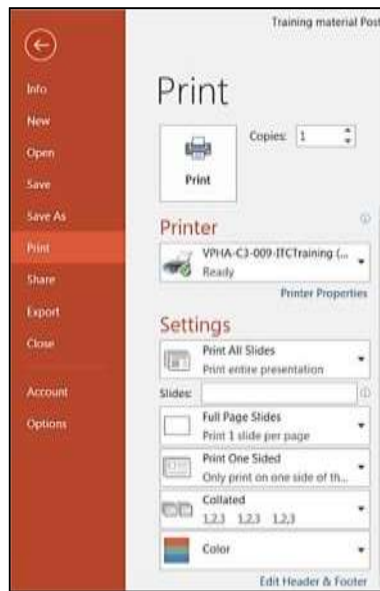 Training material Post
Info
New
Open
Save
Save As
Print
Share
Export
Close
Account
Options
Print
Print
Copies: 1
Printer
VPHA-C3-009-ITCTraining (...
Ready
Printer Properties
Settings
Print All Slides
Print entire presentation
Slides:
Full Page Slides
Print 1 slide per page
Print One Sided
Only print on one side of th...
Collated
1,2,3 1,2,3 1,2,3
Color
Edit Header & Footer